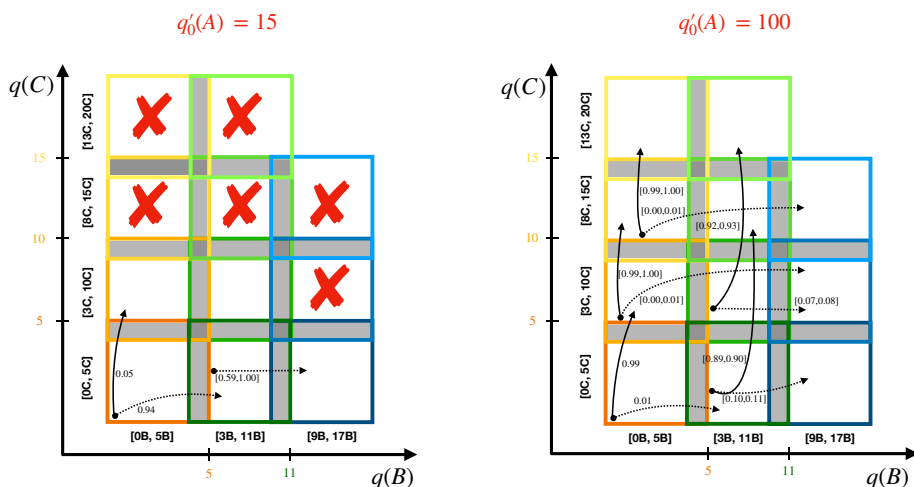 q′₀(A) = 15
q(C)
[13C, 20C]
15
[8C, 15C]
10
[3C, 10C]
5
[0C, 5C]
0.05
0.94
[0.59,1.00]
[0B, 5B]
[3B, 11B]
[9B, 17B]
5
11
q(B)
q′₀(A) = 100
q(C)
[13C, 20C]
15
[0.99,1.00]
[8C, 15C]
[0.00,0.01]
[0.92,0.93]
10
[0.99,1.00]
[3C, 10C]
[0.00,0.01]
[0.07,0.08]
5
[0.89,0.90]
0.99
[0C, 5C]
[0.10,0.11]
0.01
[0B, 5B]
[3B, 11B]
[9B, 17B]
5
11
q(B)